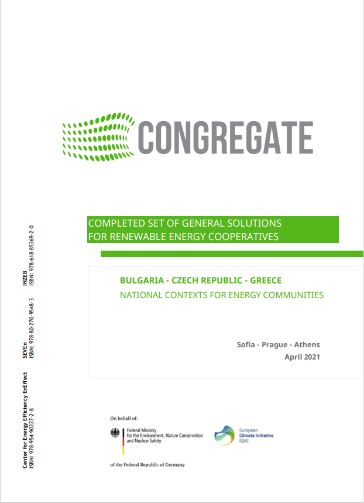 CONGREGATE
COMPLETED SET OF GENERAL SOLUTIONS
FOR RENEWABLE ENERGY COOPERATIVES
BULGARIA - CZECH REPUBLIC - GREECE
NATIONAL CONTEXTS FOR ENERGY COMMUNITIES
Sofia - Prague - Athens
April 2021
INZEB
ISBN: 978-618-85369-2-0
SEVEn
ISBN: 978-80-270-9548-3
Center for Energy Efficiency EnEffect
ISBN: 978-954-90227-2-8
On behalf of:
Federal Ministry
for the Environment, Nature Conservation
and Nuclear Safety
European
Climate Initiative
EUKI
of the Federal Republic of Germany